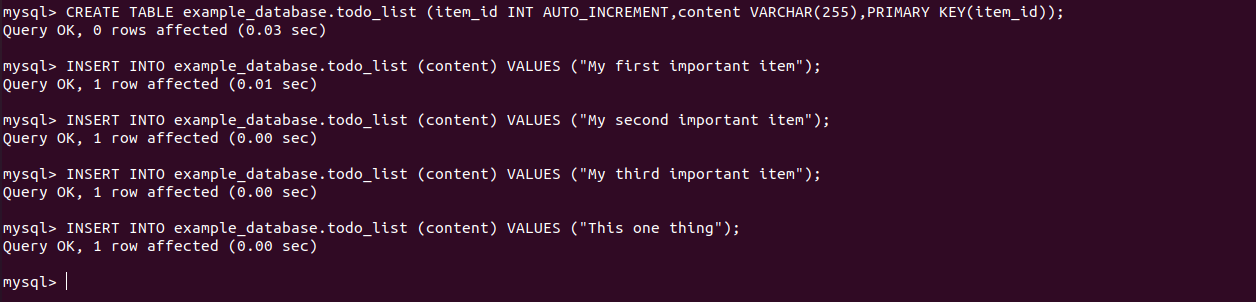 mysql> CREATE TABLE example_database.todo_list (item_id INT AUTO_INCREMENT,content VARCHAR(255),PRIMARY KEY(item_id));
Query OK, 0 rows affected (0.03 sec)
mysql> INSERT INTO example_database.todo_list (content) VALUES ("My first important item");
Query OK, 1 row affected (0.01 sec)
mysql> INSERT INTO example_database.todo_list (content) VALUES ("My second important item");
Query OK, 1 row affected (0.00 sec)
mysql> INSERT INTO example_database.todo_list (content) VALUES ("My third important item");
Query OK, 1 row affected (0.00 sec)
mysql> INSERT INTO example_database.todo_list (content) VALUES ("This one thing");
Query OK, 1 row affected (0.00 sec)
mysql>